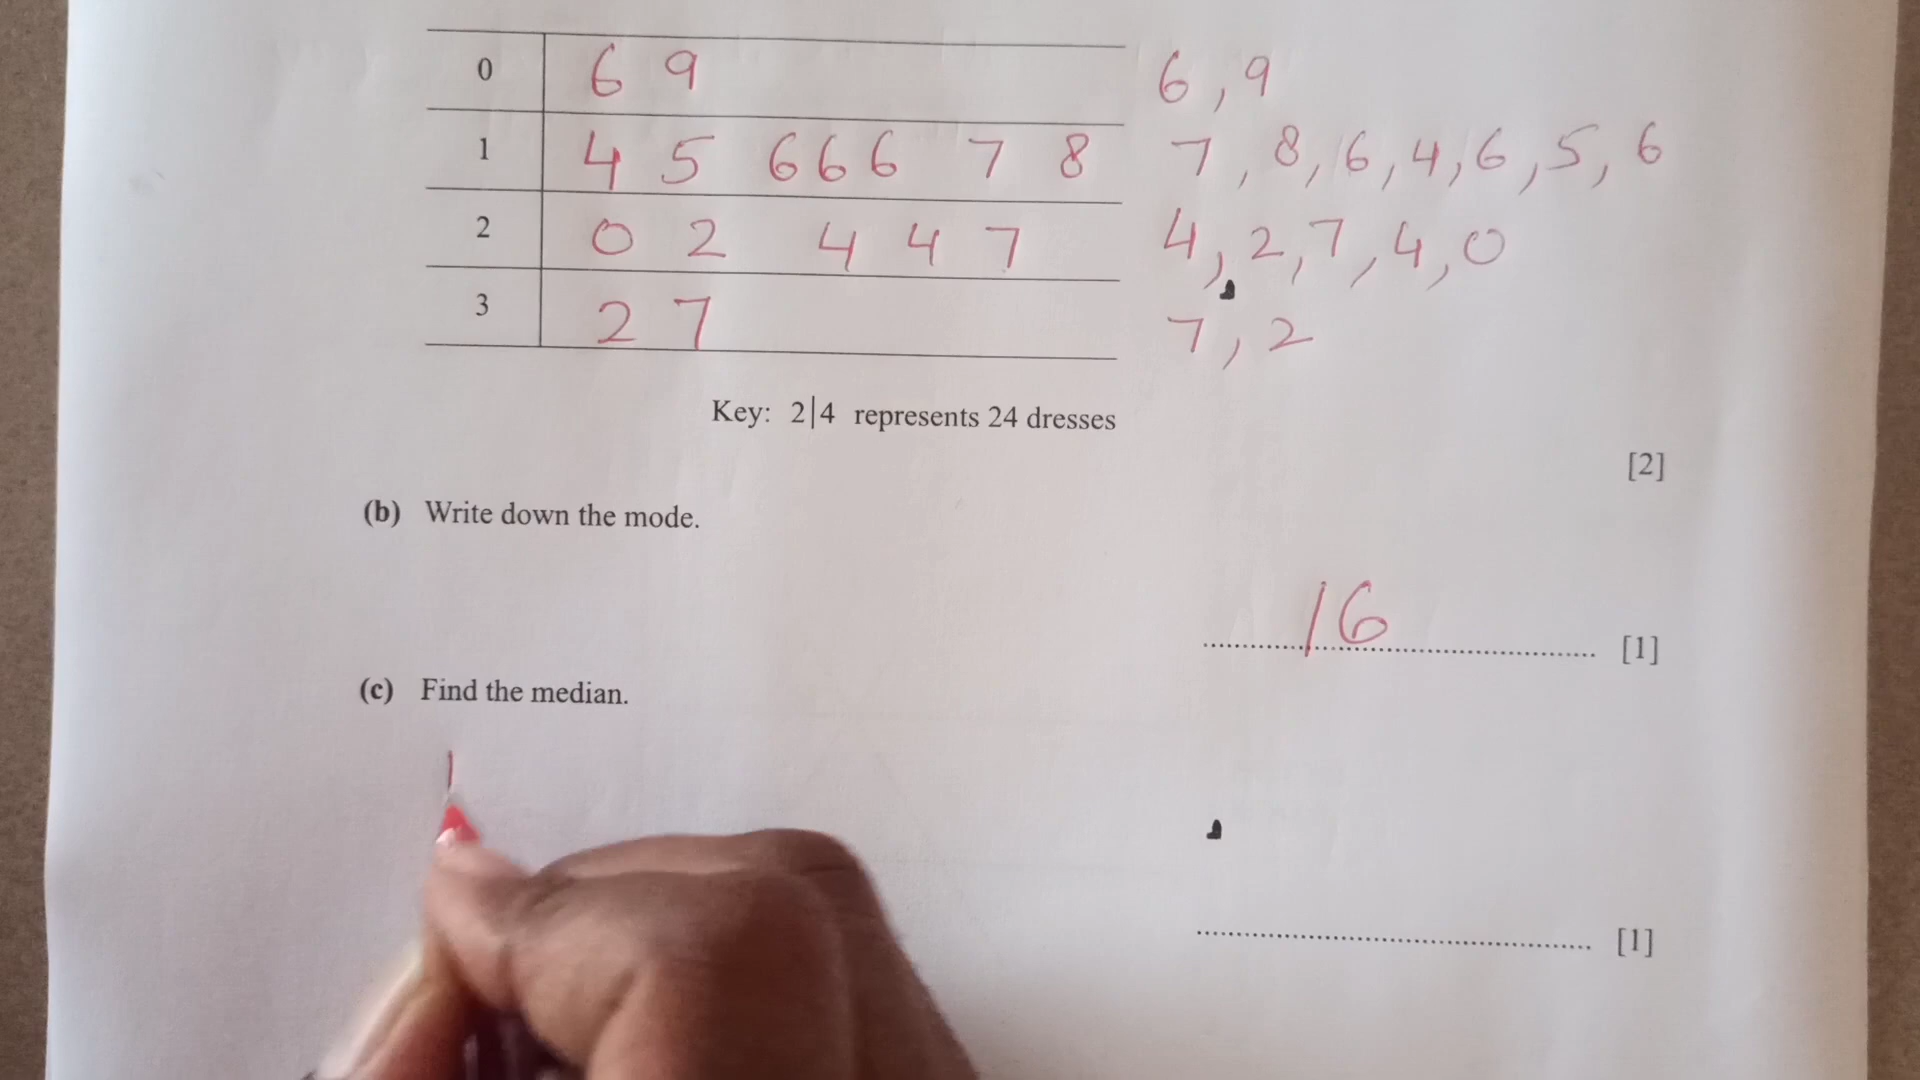 0 6 9 6,9
1 4 5 6 6 6 7 8 7,8,6,4,6,5,6
2 0 2 4 4 7 4,2,7,4,0
3 2 7 7,2
Key: 2|4 represents 24 dresses
[2]
(b) Write down the mode.
16 [1]
(c) Find the median.
[1]